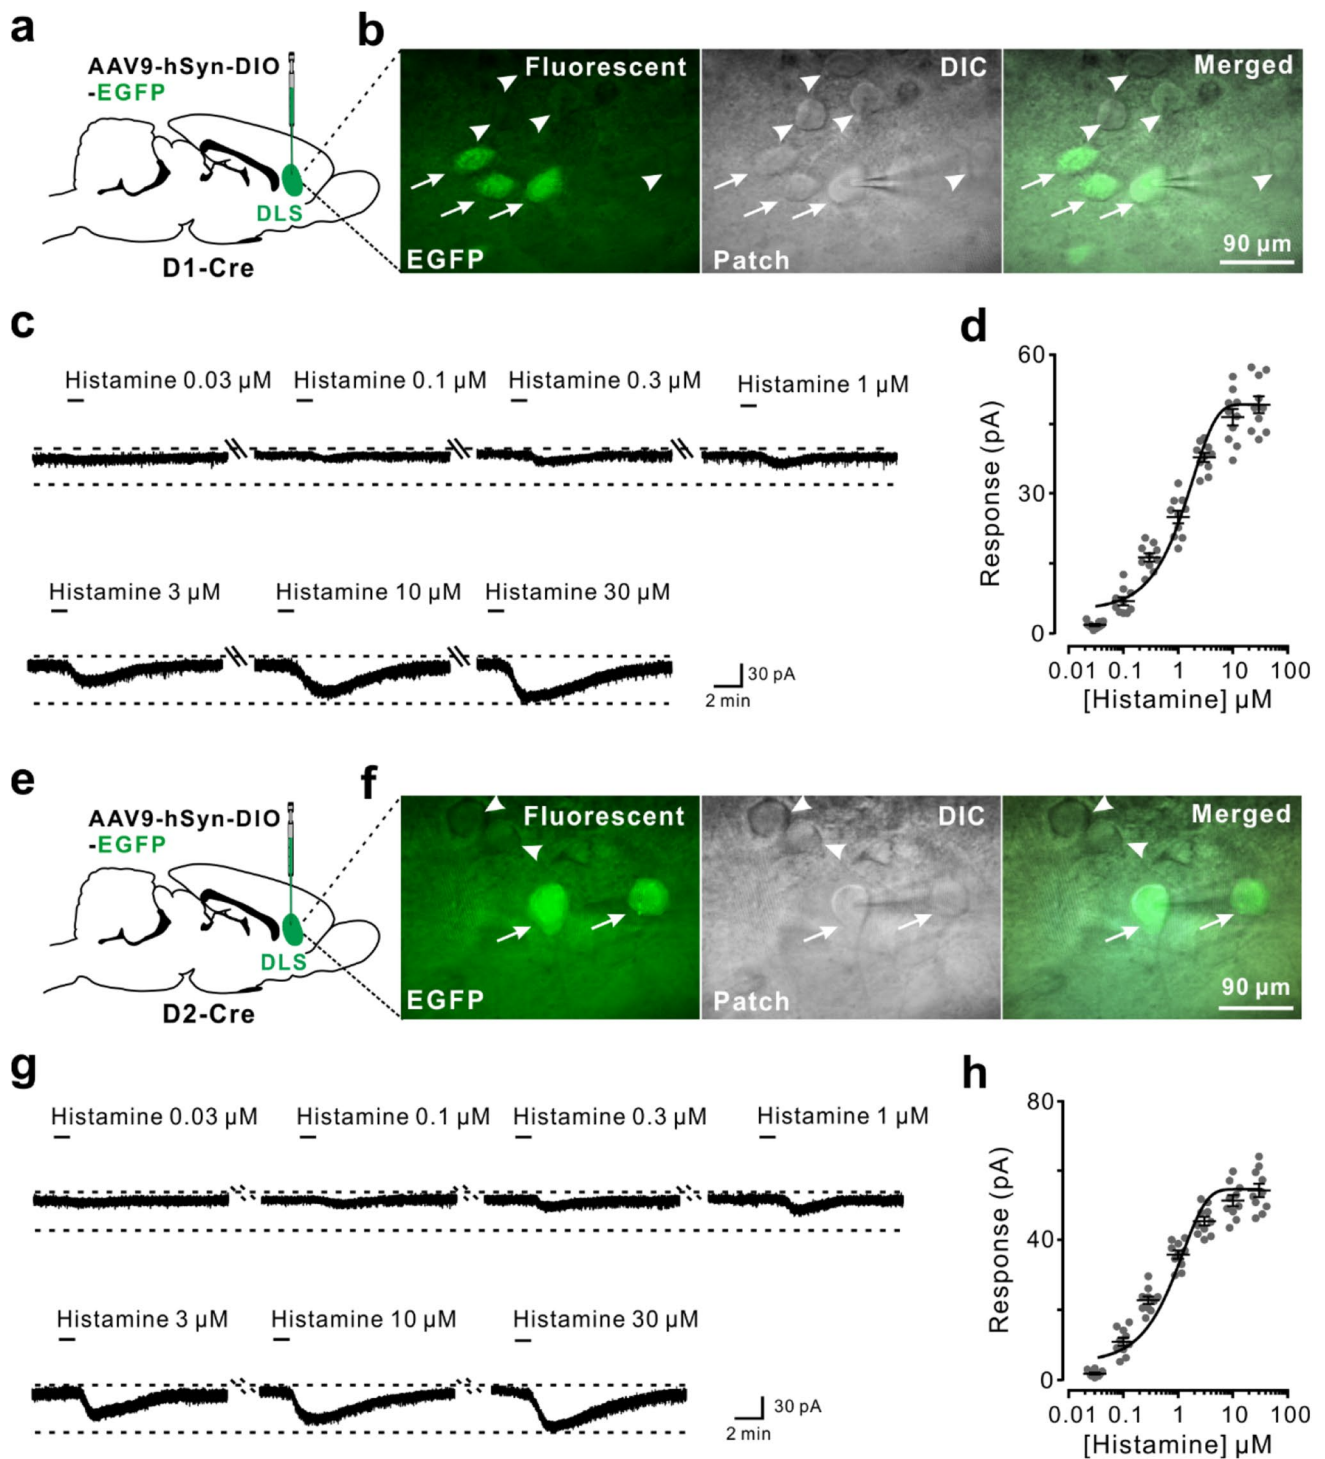 a
AAV9-hSyn-DIO
-EGFP
DLS
D1-Cre
b
Fluorescent
EGFP
DIC
Patch
Merged
90 µm
c
Histamine 0.03 µM
Histamine 0.1 µM
Histamine 0.3 µM
Histamine 1 µM
Histamine 3 µM
Histamine 10 µM
Histamine 30 µM
30 pA
2 min
d
Response (pA)
60
30
0
0.01 0.1 1 10 100
[Histamine] µM
e
AAV9-hSyn-DIO
-EGFP
DLS
D2-Cre
f
Fluorescent
EGFP
DIC
Patch
Merged
90 µm
g
Histamine 0.03 µM
Histamine 0.1 µM
Histamine 0.3 µM
Histamine 1 µM
Histamine 3 µM
Histamine 10 µM
Histamine 30 µM
30 pA
2 min
h
Response (pA)
80
40
0
0.01 0.1 1 10 100
[Histamine] µM